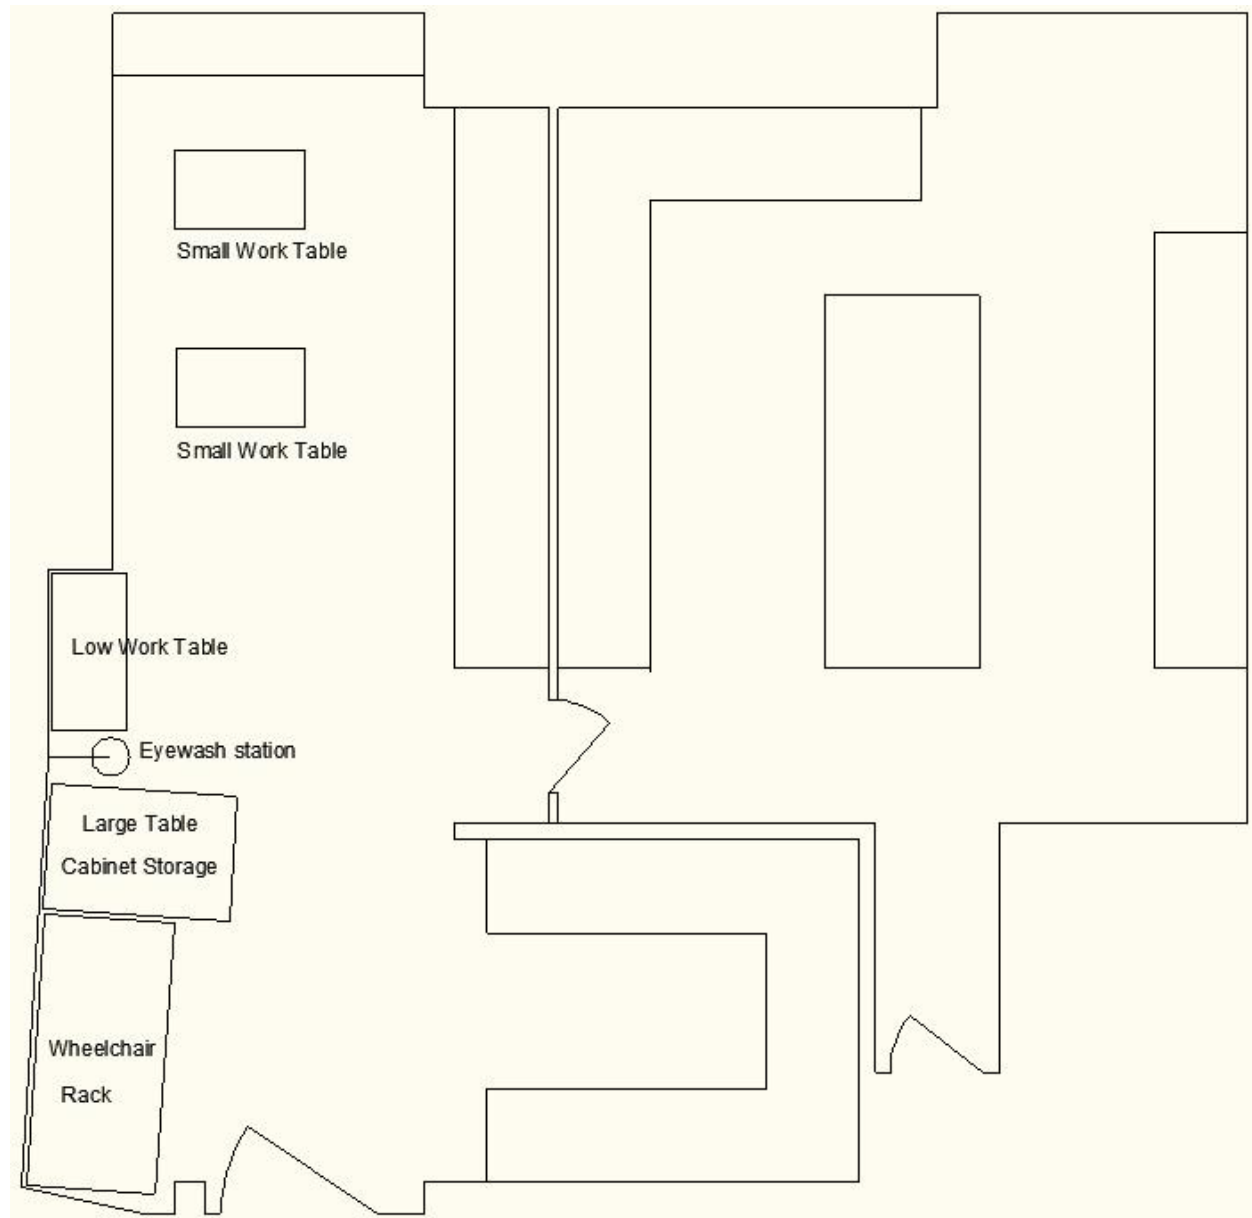 Small Work Table
Small Work Table
Low Work Table
Eyewash station
Large Table
Cabinet Storage
Wheelchair
Rack